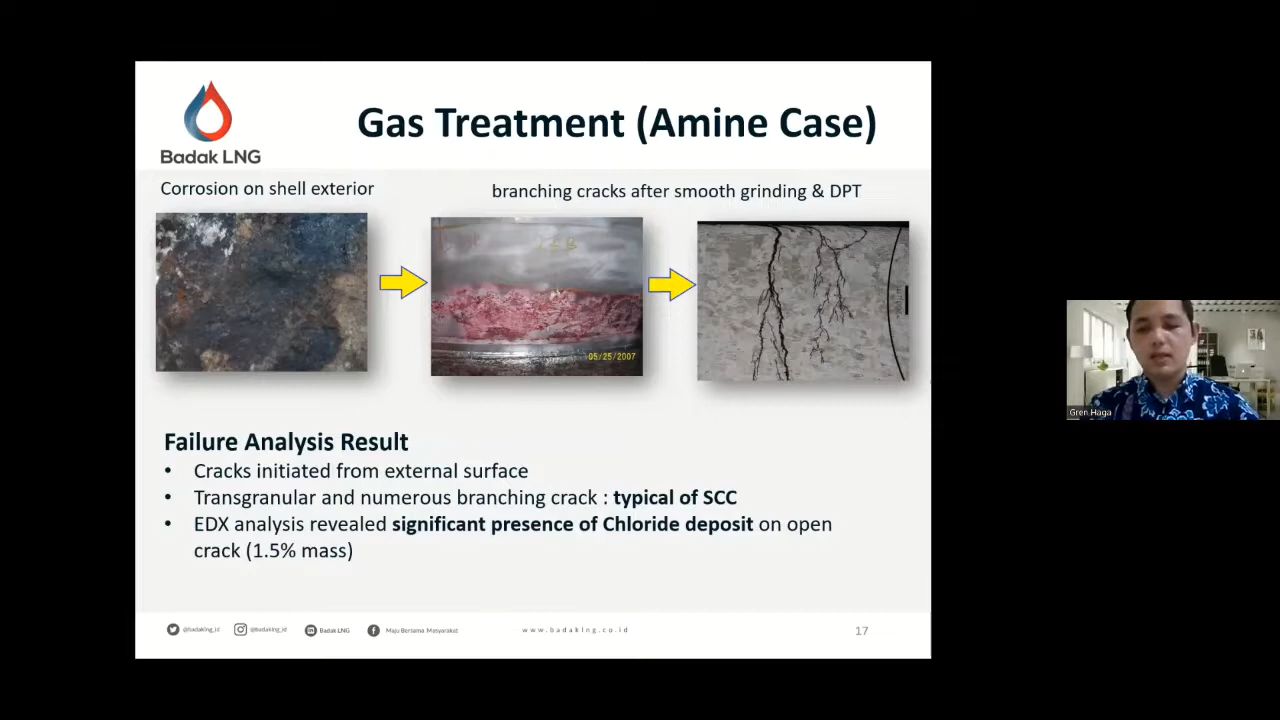 Badak LNG
Gas Treatment (Amine Case)
Corrosion on shell exterior
branching cracks after smooth grinding & DPT
05/25/2007
Failure Analysis Result
• Cracks initiated from external surface
• Transgranular and numerous branching crack : typical of SCC
• EDX analysis revealed significant presence of Chloride deposit on open
crack (1.5% mass)
@badaklng_id
@badaklng_id
Badak LNG
Maju Bersama Masyarakat
www.badaklng.co.id
17
Gren Haga